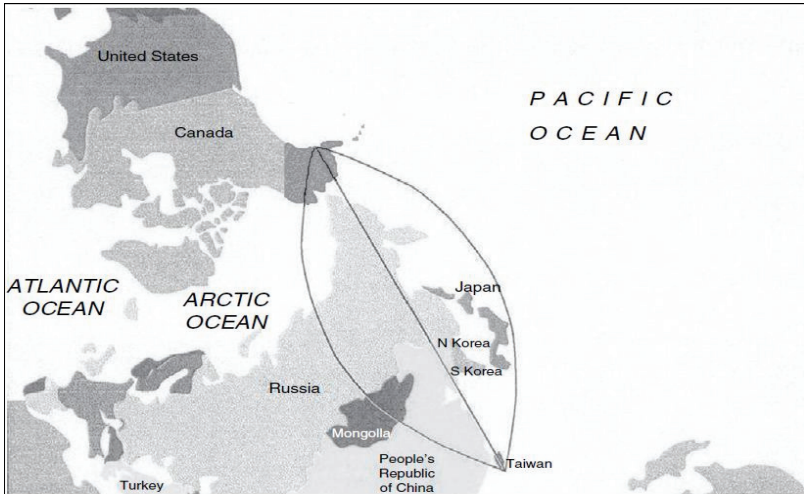 United States
PACIFIC
OCEAN
Canada
ATLANTIC
OCEAN
ARCTIC
OCEAN
Japan
N Korea
S Korea
Russia
Mongolla
Taiwan
People's
Republic
of China
Turkey